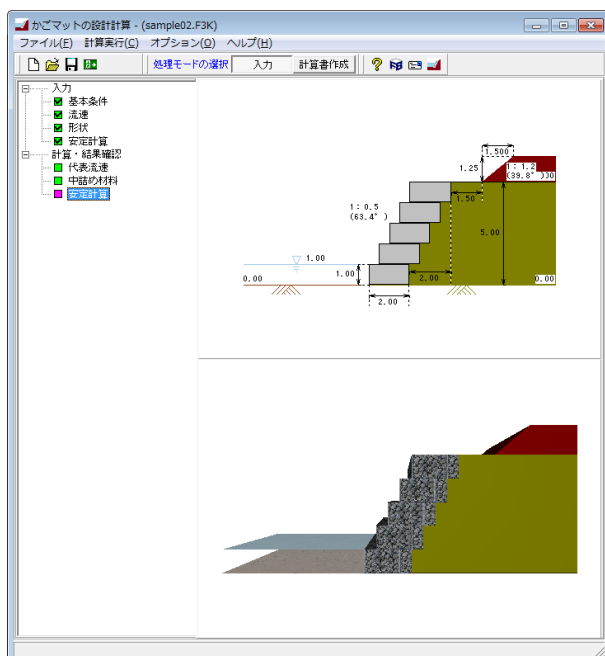 かごマットの設計計算 - (sample02.F3K)
ファイル(F) 計算実行(C) オプション(O) ヘルプ(H)
処理モードの選択 入力 計算書作成
入力
基本条件
流速
形状
安定計算
計算・結果確認
代表流速
中詰め材料
安定計算
1.500
1.25
1:1.2
(39.8°)
1.50
1:0.5
(63.4°)
5.00
1.00
0.00
1.00
2.00
0.00
2.00